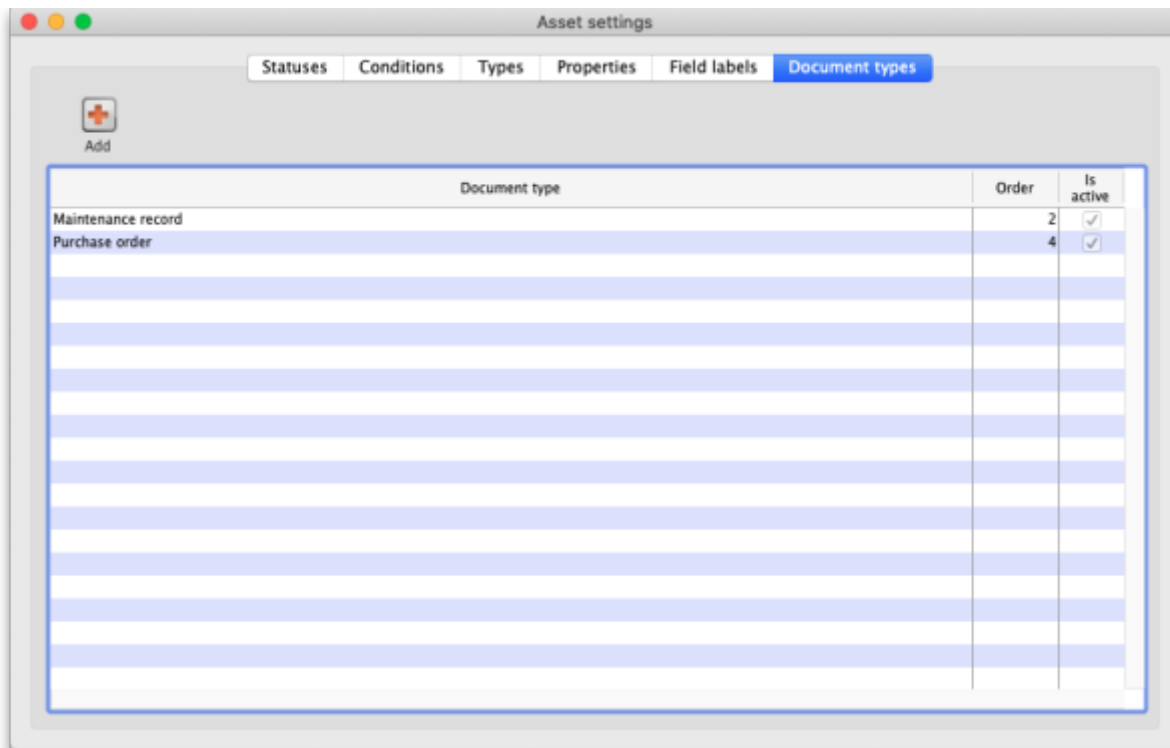 Asset settings
Statuses Conditions Types Properties Field labels Document types
Add
Document type Order Is active
Maintenance record 2
Purchase order 4